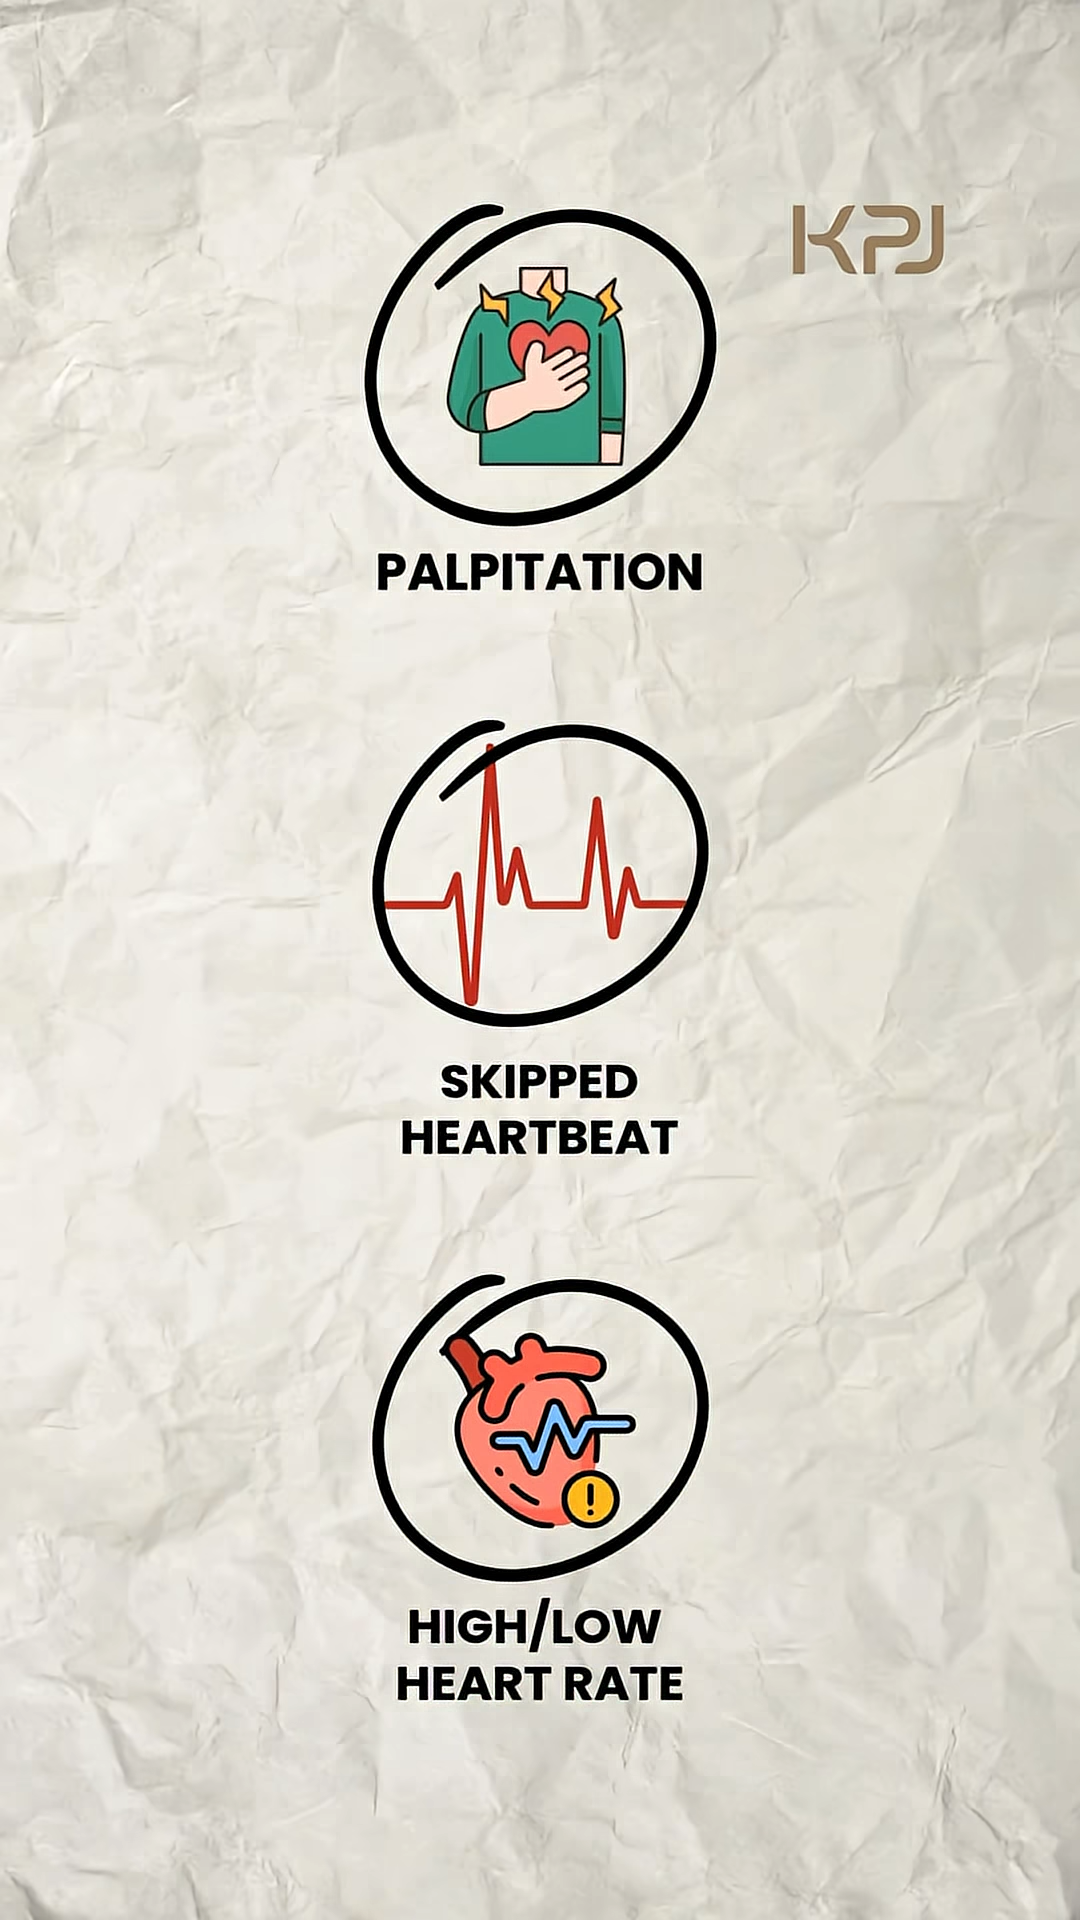 KPJ
PALPITATION
SKIPPED
HEARTBEAT
HIGH/LOW
HEART RATE